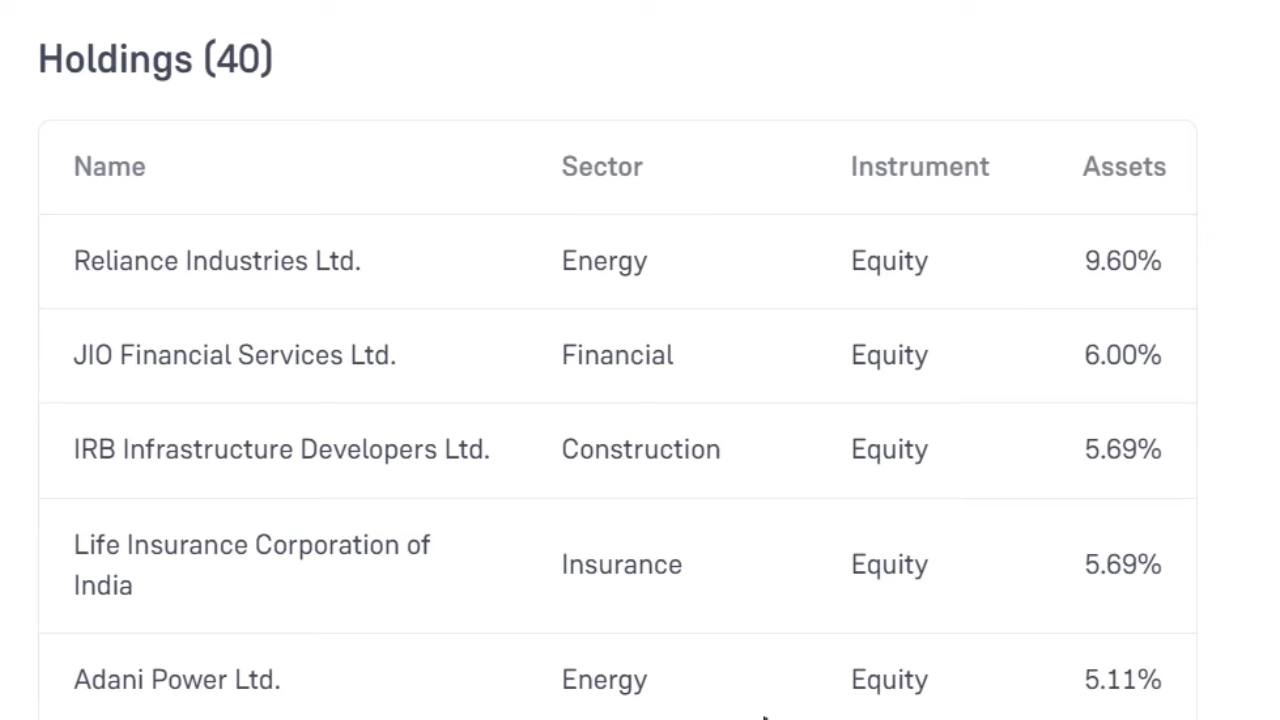 Holdings (40)
Name Sector Instrument Assets
Reliance Industries Ltd. Energy Equity 9.60%
JIO Financial Services Ltd. Financial Equity 6.00%
IRB Infrastructure Developers Ltd. Construction Equity 5.69%
Life Insurance Corporation of
India Insurance Equity 5.69%
Adani Power Ltd. Energy Equity 5.11%